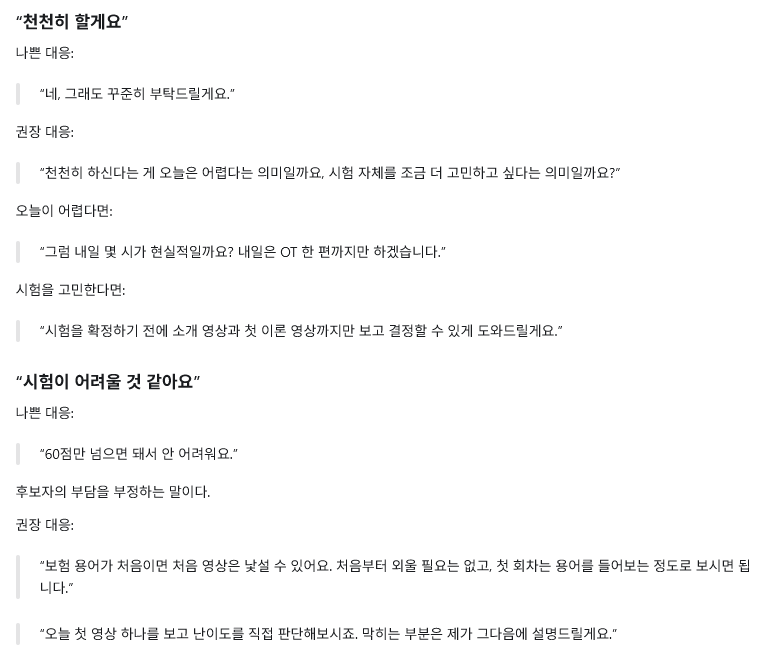 “천천히 할게요”
나쁜 대응:
“네, 그래도 꾸준히 부탁드릴게요.”
권장 대응:
“천천히 하신다는 게 오늘은 어렵다는 의미일까요, 시험 자체를 조금 더 고민하고 싶다는 의미일까요?”
오늘이 어렵다면:
“그럼 내일 몇 시가 현실적일까요? 내일은 OT 한 편까지만 하겠습니다.”
시험을 고민한다면:
“시험을 확정하기 전에 소개 영상과 첫 이론 영상까지만 보고 결정할 수 있게 도와드릴게요.”
“시험이 어려울 것 같아요”
나쁜 대응:
“60점만 넘으면 돼서 안 어려워요.”
후보자의 부담을 부정하는 말이다.
권장 대응:
“보험 용어가 처음이면 처음 영상은 낯설 수 있어요. 처음부터 외울 필요는 없고, 첫 회차는 용어를 들어보는 정도로 보시면 됩
니다.”
“오늘 첫 영상 하나를 보고 난이도를 직접 판단해보시죠. 막히는 부분은 제가 그다음에 설명드릴게요.”